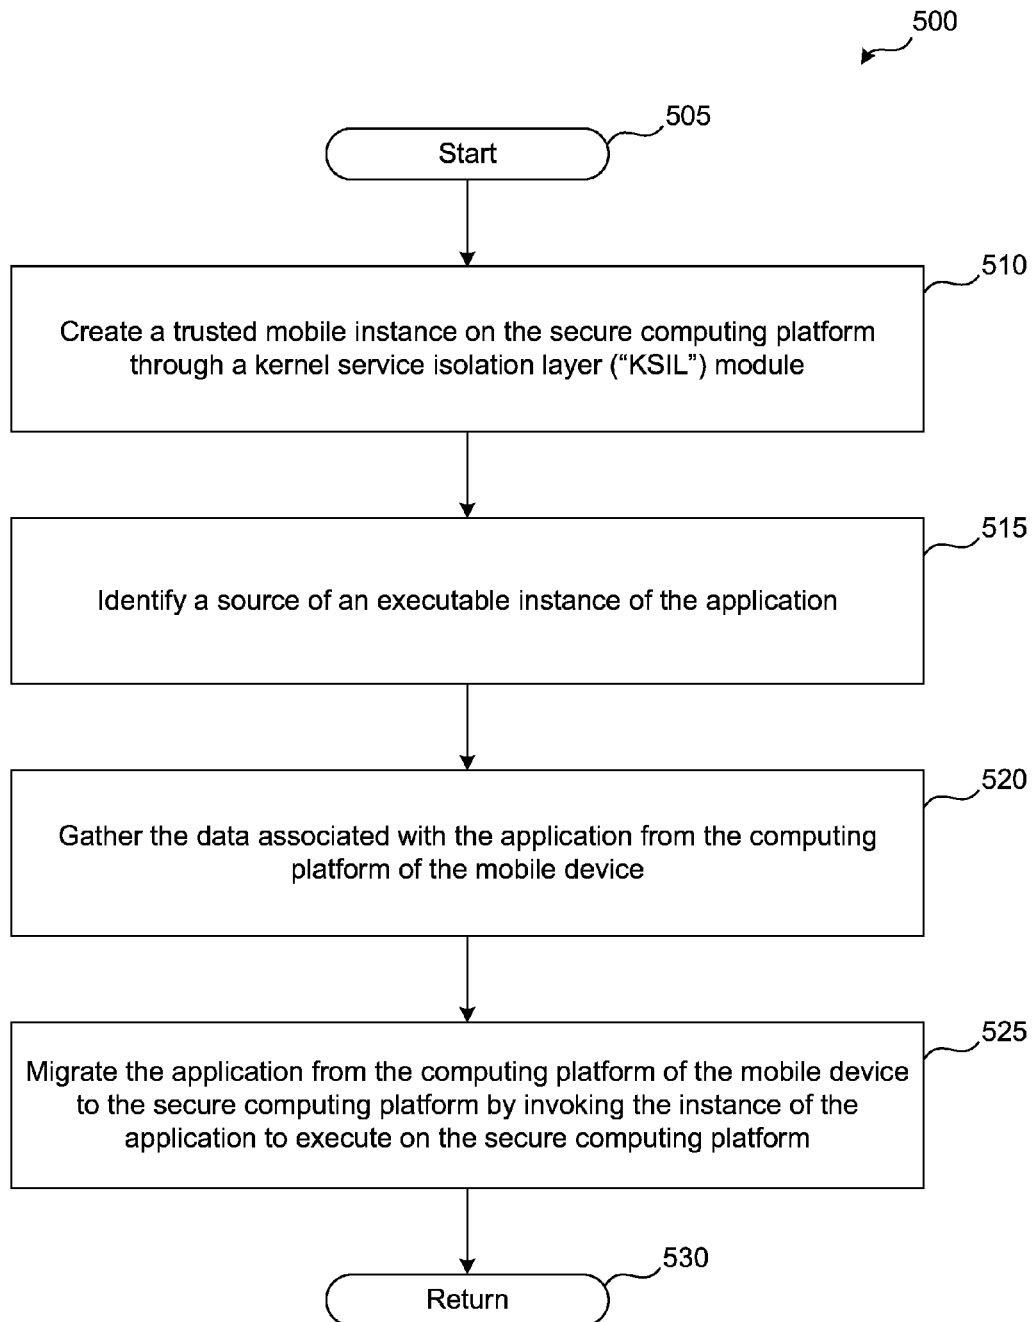 500
505
Start
510
Create a trusted mobile instance on the secure computing platform
through a kernel service isolation layer (“KSIL”) module
515
Identify a source of an executable instance of the application
520
Gather the data associated with the application from the computing
platform of the mobile device
525
Migrate the application from the computing platform of the mobile device
to the secure computing platform by invoking the instance of the
application to execute on the secure computing platform
530
Return